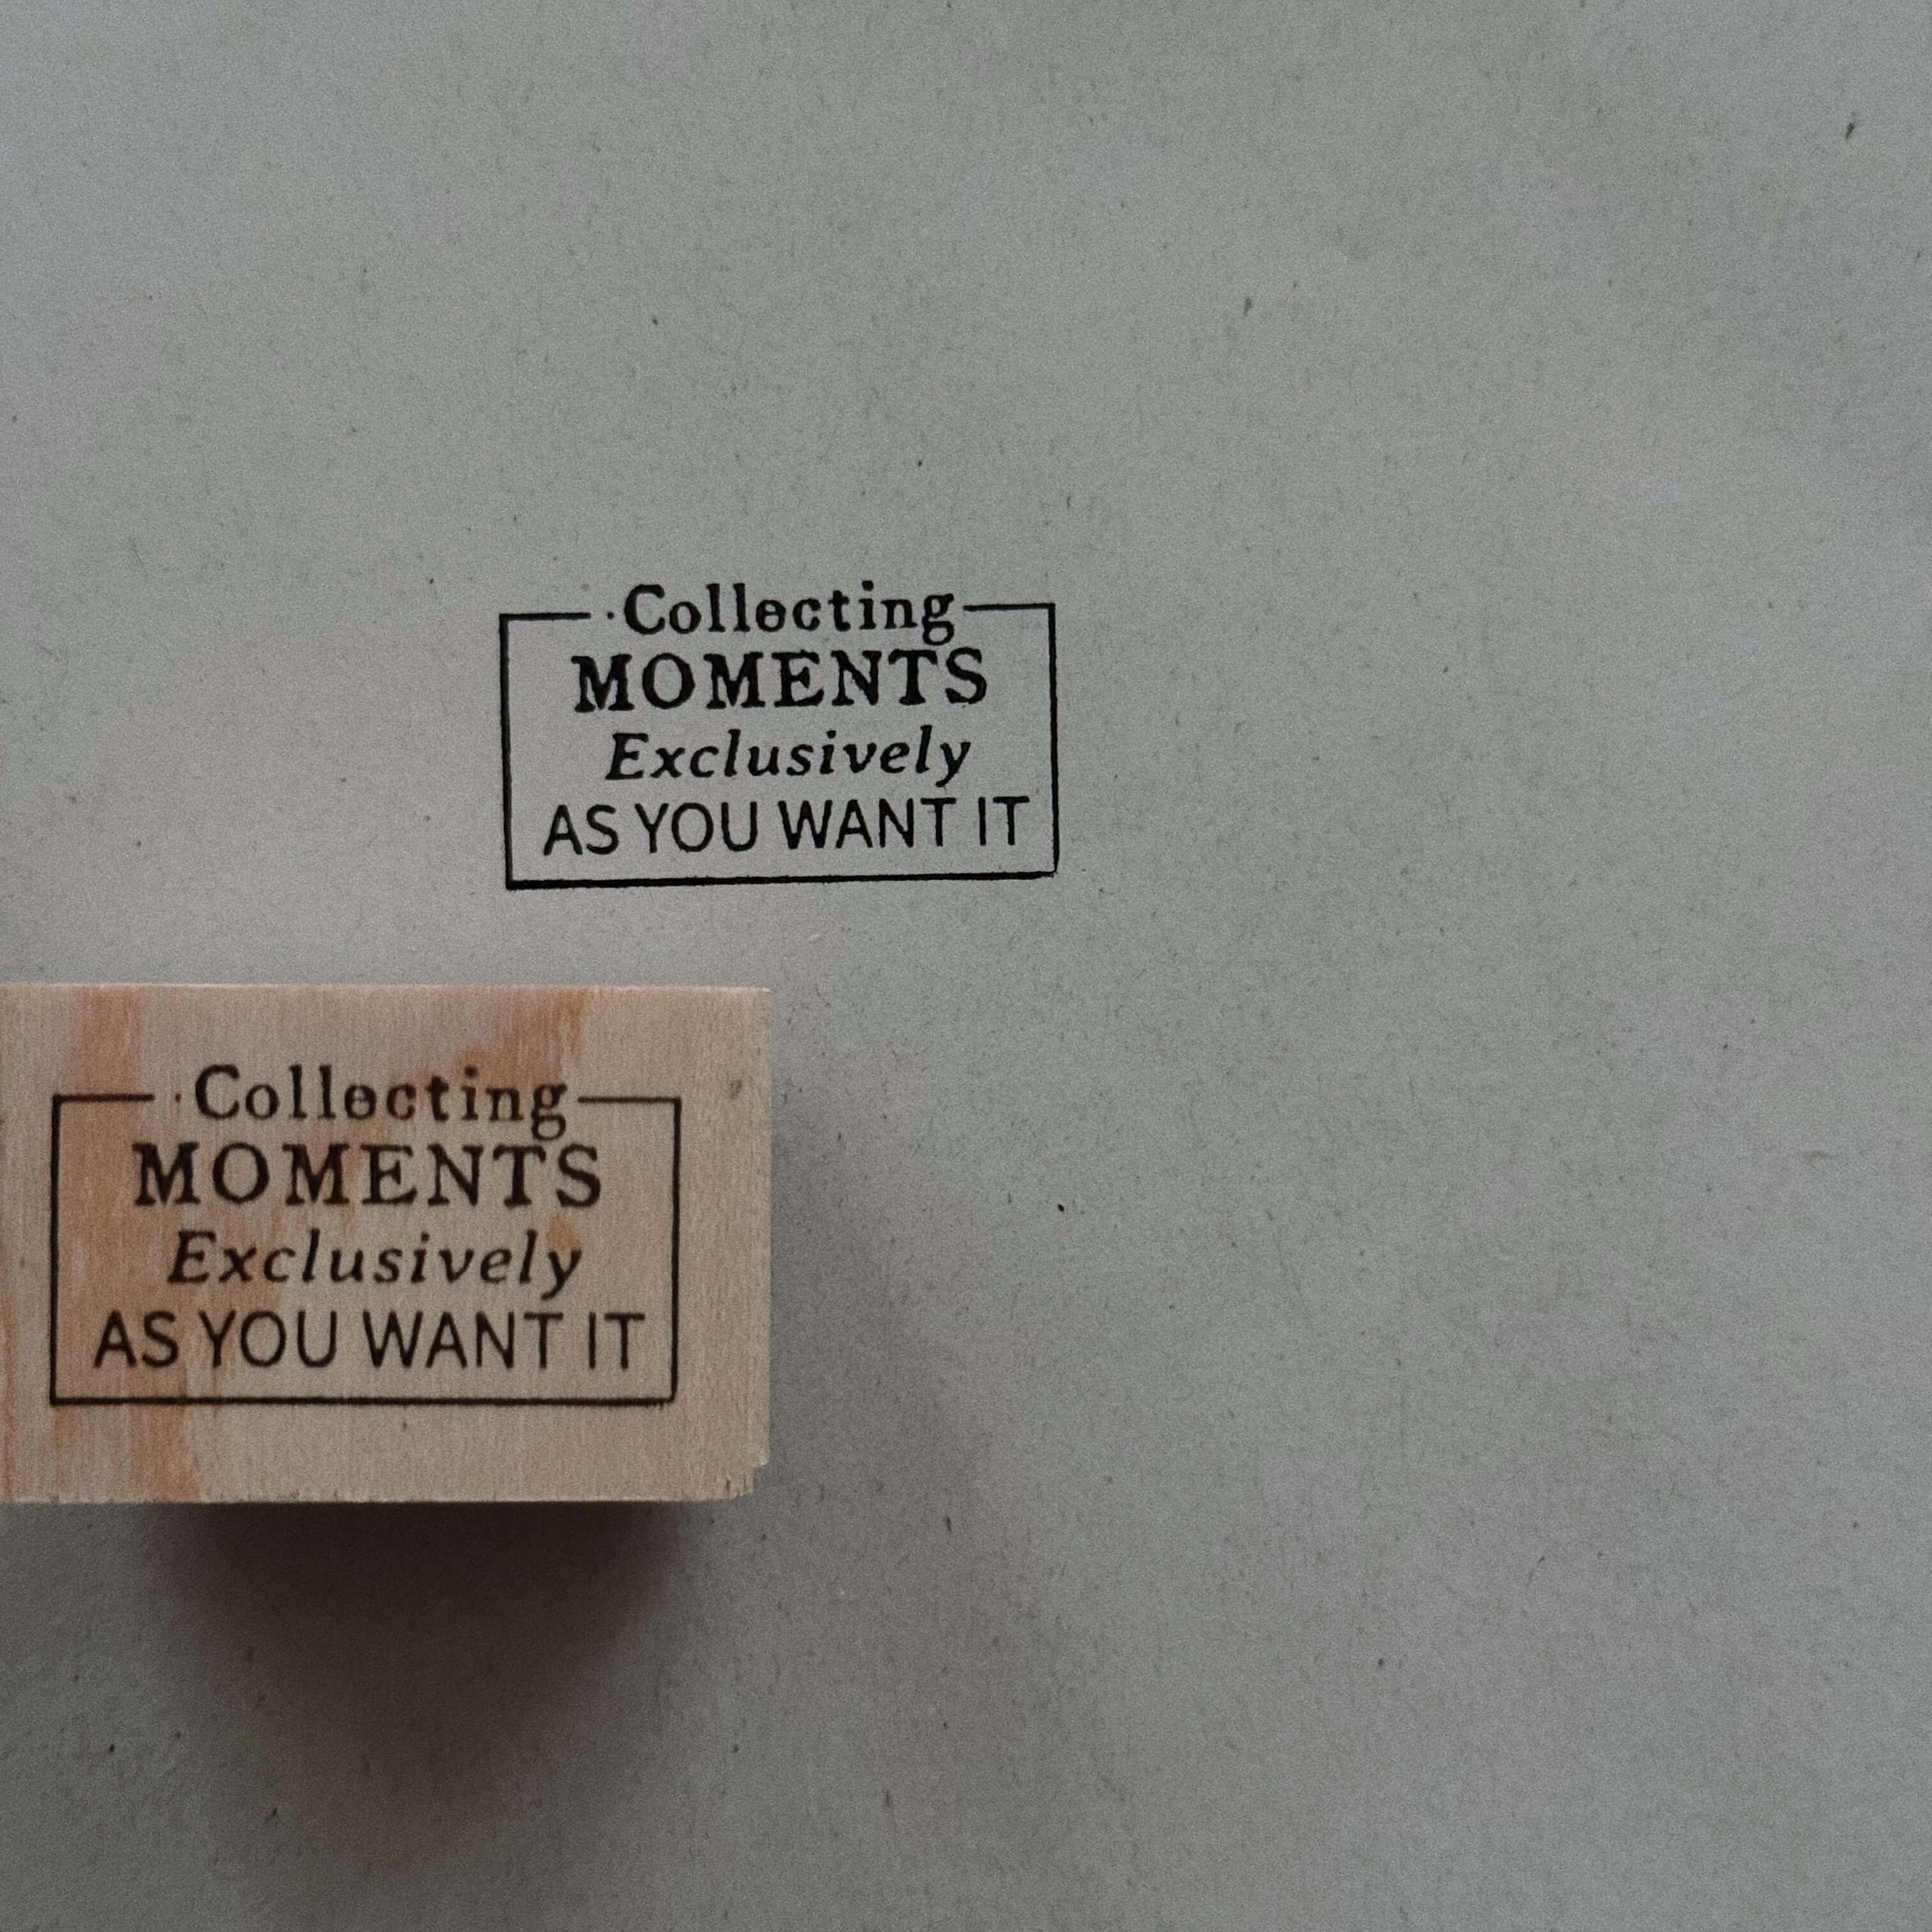 Collecting
MOMENTS
Exclusively
AS YOU WANT IT
Collecting
MOMENTS
Exclusively
AS YOU WANT IT